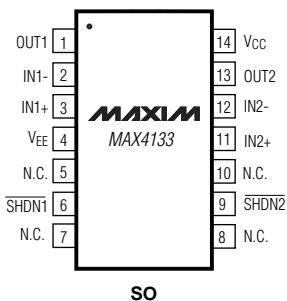 OUT1 1
IN1- 2
IN1+ 3
VEE 4
N.C. 5
SHDN1 6
N.C. 7
MAXIM
MAX4133
14 VCC
13 OUT2
12 IN2-
11 IN2+
10 N.C.
9 SHDN2
8 N.C.
SO